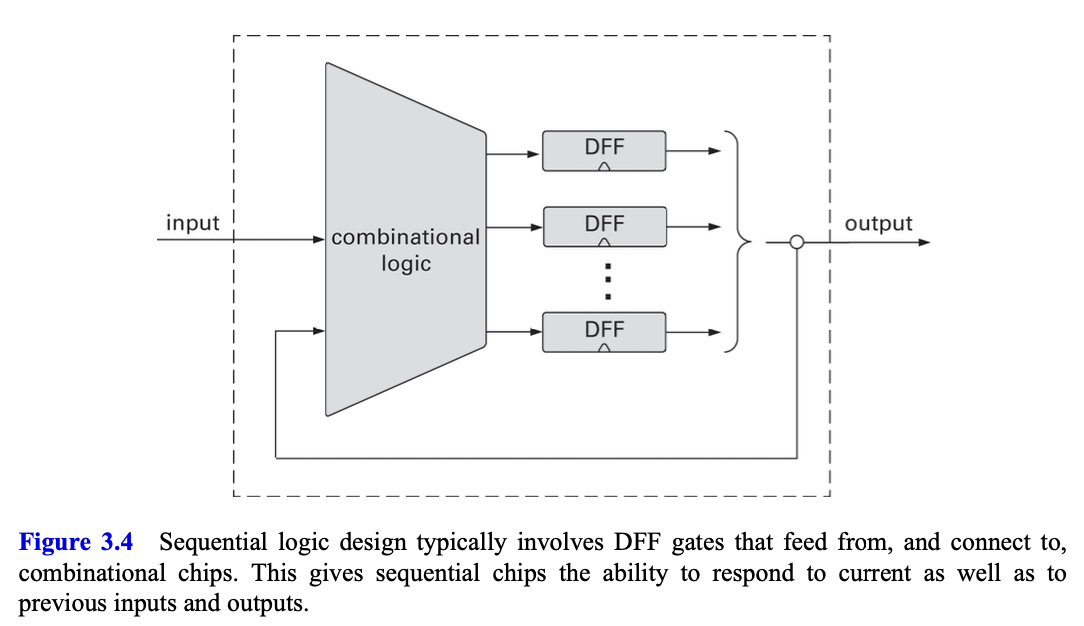 DFF
DFF
input
output
combinational
logic
DFF
Figure 3.4 Sequential logic design typically involves DFF gates that feed from, and connect to,
combinational chips. This gives sequential chips the ability to respond to current as well as to
previous inputs and outputs.